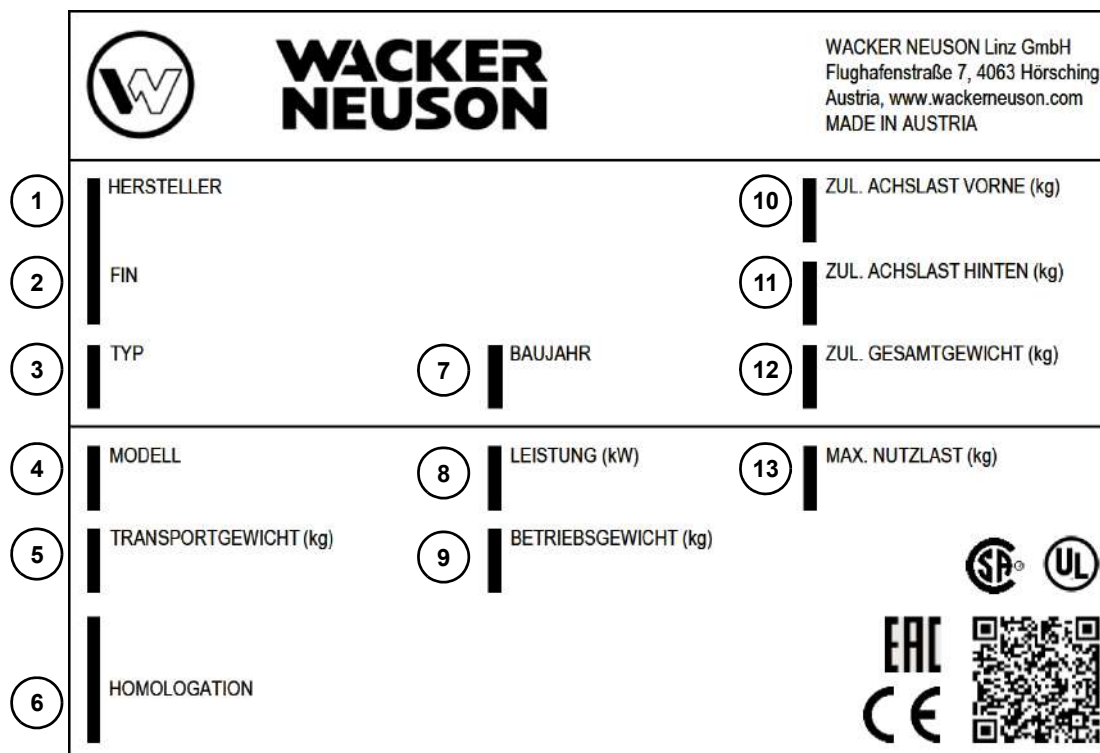 WACKER
NEUSON
WACKER NEUSON Linz GmbH
Flughafenstraße 7, 4063 Hörsching
Austria, www.wackerneuson.com
MADE IN AUSTRIA
1 HERSTELLER
10 ZUL. ACHSLAST VORNE (kg)
2 FIN
11 ZUL. ACHSLAST HINTEN (kg)
3 TYP
7 BAUJAHR
12 ZUL. GESAMTGEWICHT (kg)
4 MODELL
8 LEISTUNG (kW)
13 MAX. NUTZLAST (kg)
5 TRANSPORTGEWICHT (kg)
9 BETRIEBSGEWICHT (kg)
CSA ® UL
EAC
6 HOMOLOGATION
CE